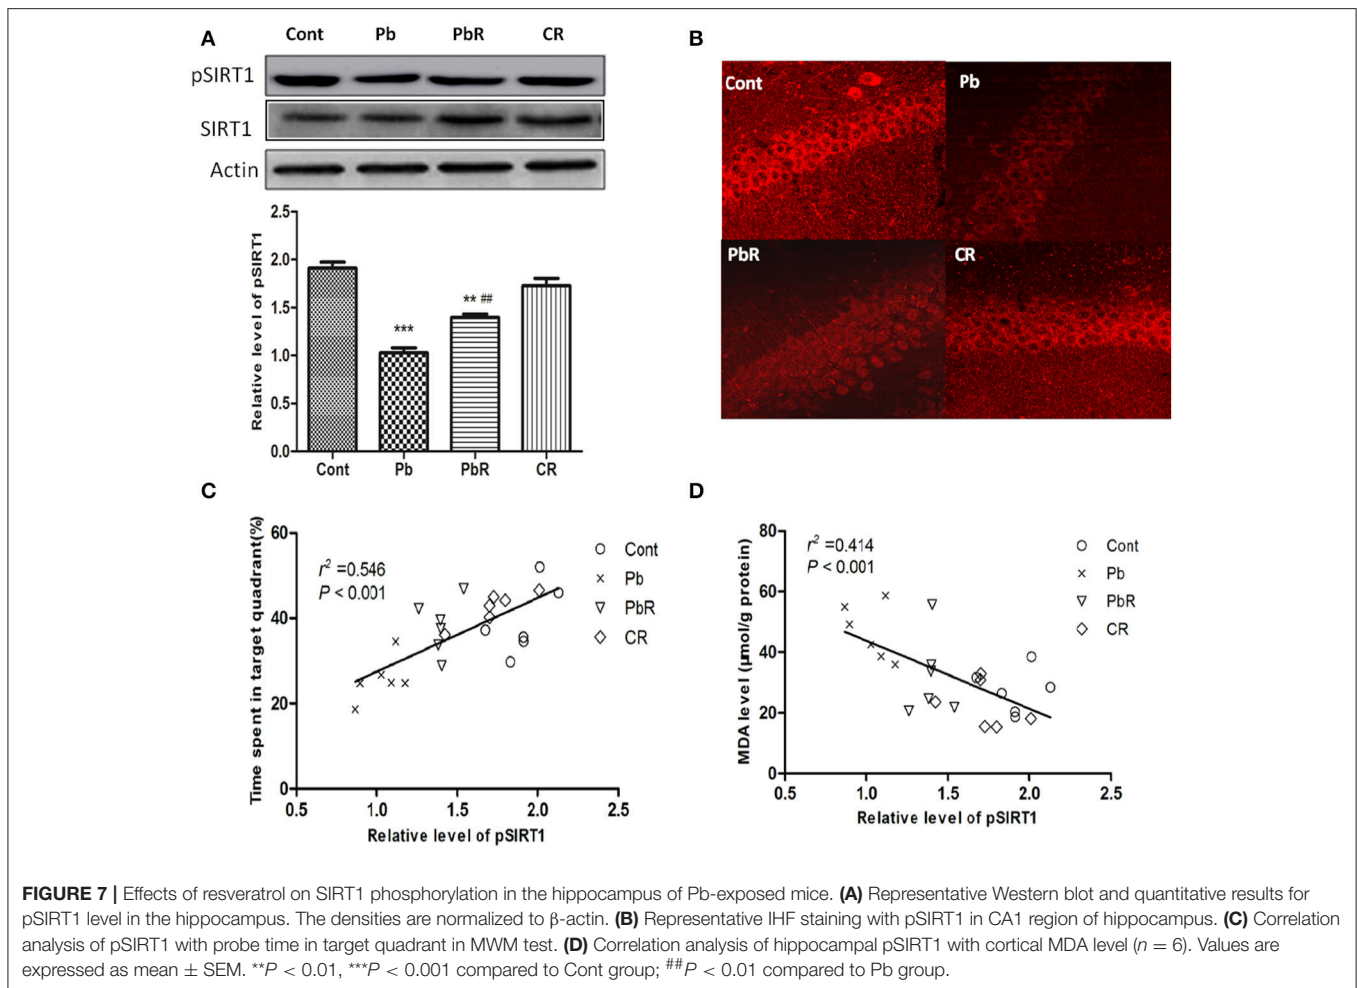 A
Cont Pb PbR CR
pSIRT1
SIRT1
Actin
Relative level of pSIRT1
2.5
2.0
1.5
1.0
0.5
0.0
***
** ##
Cont Pb PbR CR
B
Cont Pb
PbR CR
C
Time spent in target quadrant(%)
60
40
20
0
r² =0.546
P < 0.001
Cont
Pb
PbR
CR
0.5 1.0 1.5 2.0 2.5
Relative level of pSIRT1
D
MDA level (μmol/g protein)
80
60
40
20
0
r² =0.414
P < 0.001
Cont
Pb
PbR
CR
0.5 1.0 1.5 2.0 2.5
Relative level of pSIRT1
FIGURE 7 | Effects of resveratrol on SIRT1 phosphorylation in the hippocampus of Pb-exposed mice. (A) Representative Western blot and quantitative results for
pSIRT1 level in the hippocampus. The densities are normalized to β-actin. (B) Representative IHF staining with pSIRT1 in CA1 region of hippocampus. (C) Correlation
analysis of pSIRT1 with probe time in target quadrant in MWM test. (D) Correlation analysis of hippocampal pSIRT1 with cortical MDA level (n = 6). Values are
expressed as mean ± SEM. **P < 0.01, ***P < 0.001 compared to Cont group; ##P < 0.01 compared to Pb group.